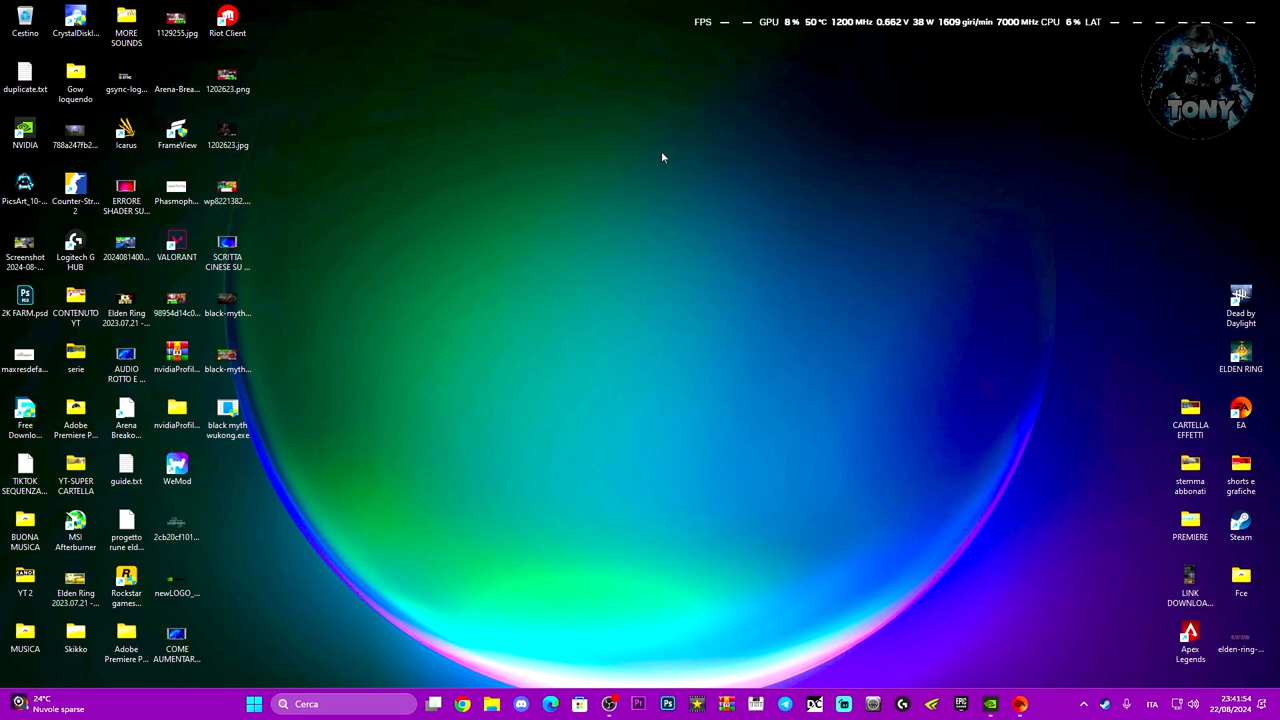 FPS — — GPU 8 % 50 °C 1200 MHz 0.662 V 38 W 1609 giri/min 7000 MHz CPU 6 % LAT — — — — — — — —
TONY
Cestino
CrystalDiskI...
MORE SOUNDS
1129255.jpg
Riot Client
duplicate.txt
Gow loquendo
gsync-log...
Arena-Brea...
1202623.png
NVIDIA
788a247fb2...
Icarus
FrameView
1202623.jpg
PicsArt_10-...
Counter-Str... 2
ERRORE SHADER SU...
Phasmoph...
wp8221382....
Screenshot 2024-08-...
Logitech G HUB
2024081400...
VALORANT
SCRITTA CINESE SU ...
2K FARM.psd
CONTENUTO YT
Elden Ring 2023.07.21 -...
98954d14c0...
black-myth...
maxresdefa...
serie
AUDIO ROTTO E ...
nvidiaProfil...
black-myth...
Free Downlo...
Adobe Premiere P...
Arena Breako...
nvidiaProfil...
black myth wukong.exe
TIKTOK SEQUENZA...
YT-SUPER CARTELLA
guide.txt
WeMod
BUONA MUSICA
MSI Afterburner
progetto rune eld...
2cb20cf101...
YT 2
Elden Ring 2023.07.21 -...
Rockstar games...
newLOGO_...
MUSICA
Skikko
Adobe Premiere P...
COME AUMENTAR...
Dead by Daylight
ELDEN RING
CARTELLA EFFETTI
EA
stemma abbonati
shorts e grafiche
PREMIERE
Steam
LINK DOWNLOA...
Fce
Apex Legends
elden-ring-...
24°C
Nuvole sparse
Cerca
ITA
23:41:54
22/08/2024